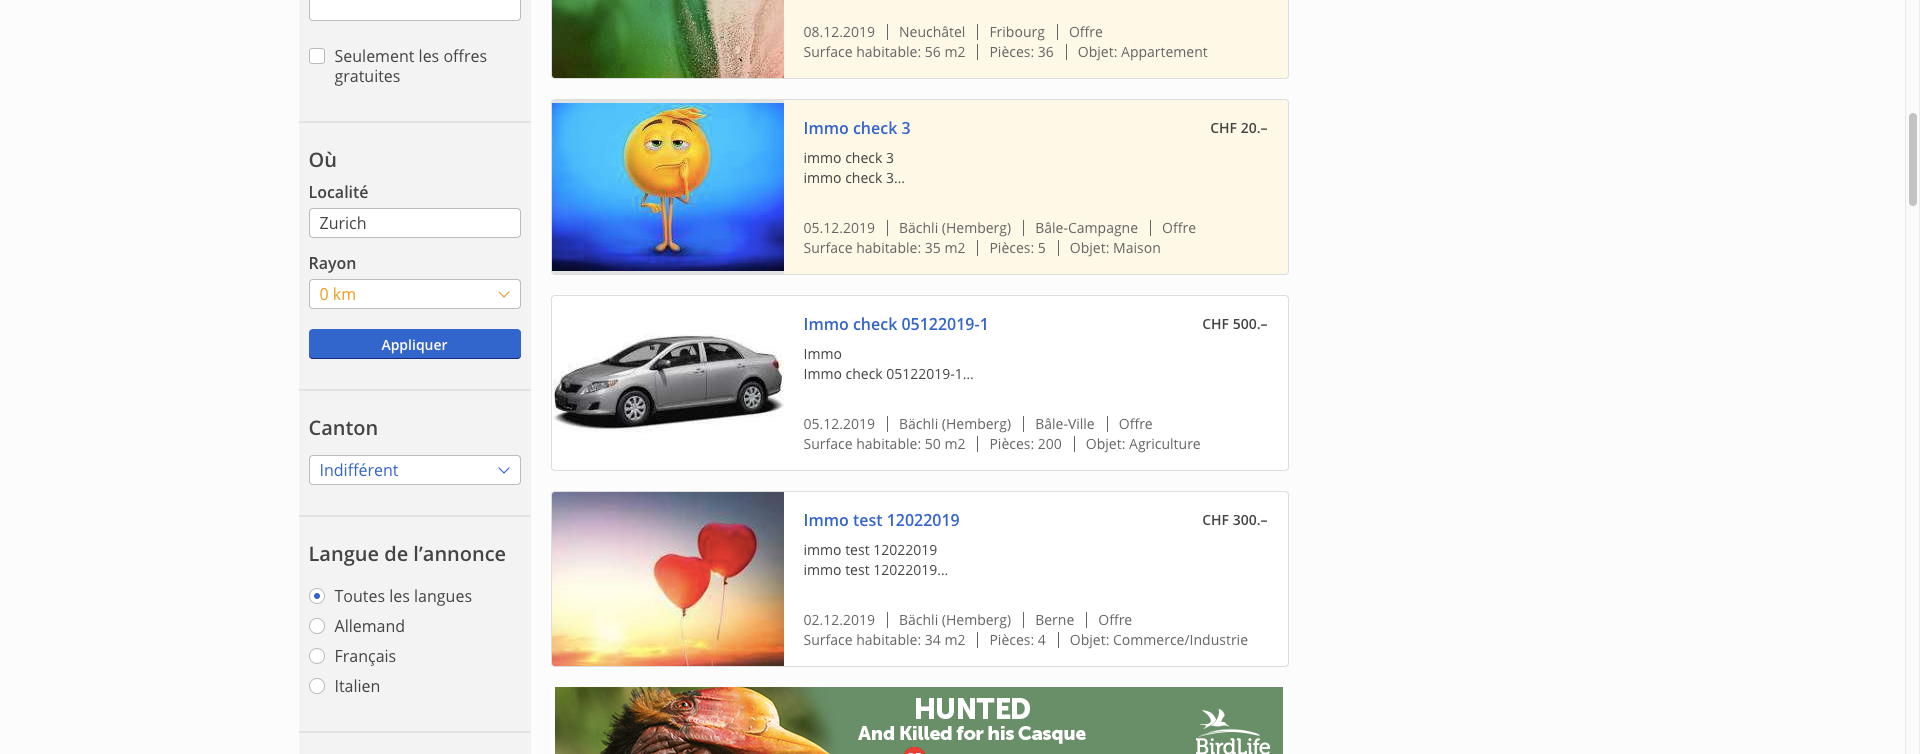 Seulement les offres
gratuites
Où
Localité
Zurich
Rayon
0 km
Appliquer
Canton
Indifférent
Langue de l’annonce
Toutes les langues
Allemand
Français
Italien
08.12.2019 | Neuchâtel | Fribourg | Offre
Surface habitable: 56 m2 | Pièces: 36 | Objet: Appartement
Immo check 3 CHF 20.–
immo check 3
immo check 3...
05.12.2019 | Bächli (Hemberg) | Bâle-Campagne | Offre
Surface habitable: 35 m2 | Pièces: 5 | Objet: Maison
Immo check 05122019-1 CHF 500.–
Immo
Immo check 05122019-1...
05.12.2019 | Bächli (Hemberg) | Bâle-Ville | Offre
Surface habitable: 50 m2 | Pièces: 200 | Objet: Agriculture
Immo test 12022019 CHF 300.–
immo test 12022019
immo test 12022019...
02.12.2019 | Bächli (Hemberg) | Berne | Offre
Surface habitable: 34 m2 | Pièces: 4 | Objet: Commerce/Industrie
HUNTED
And Killed for his Casque
BirdLife